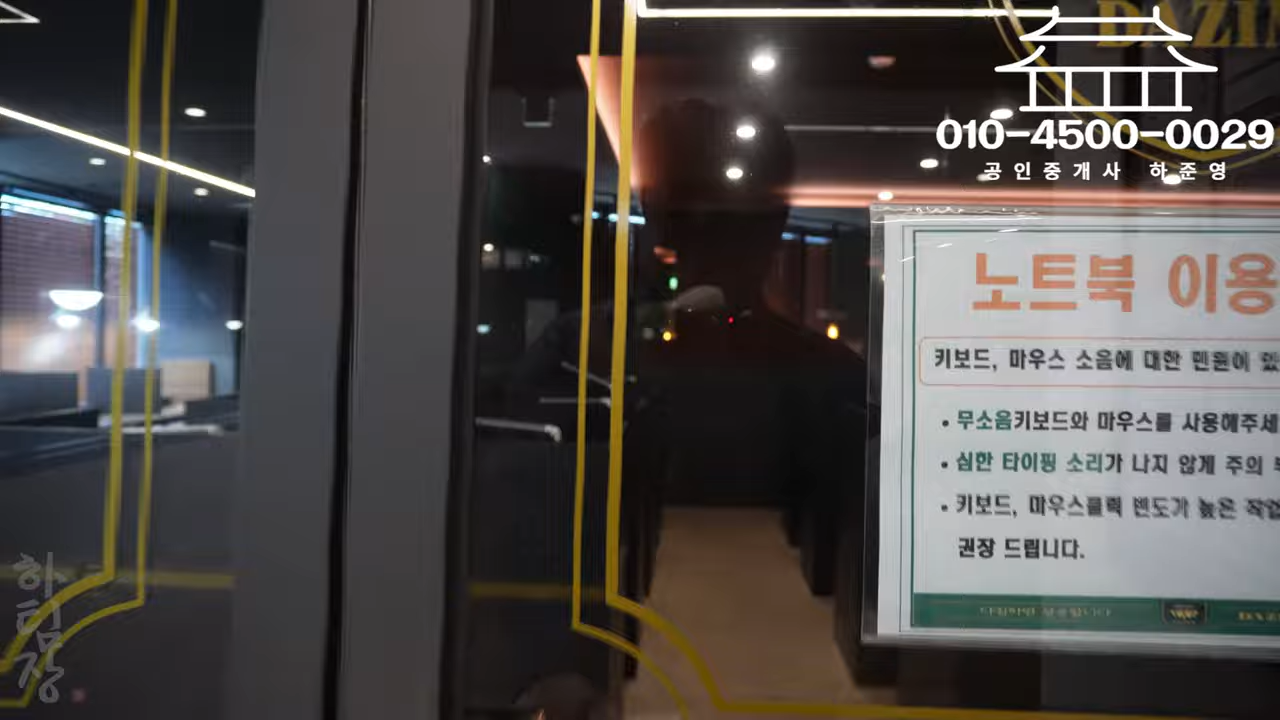 010-4500-0029
공인중개사 하준영
노트북 이용
키보드, 마우스 소음에 대한 민원이
• 무소음키보드와 마우스를 사용해주세
• 심한 타이핑 소리가 나지 않게 주의
• 키보드, 마우스클릭 빈도가 높은 작업
권장 드립니다.
하팀장